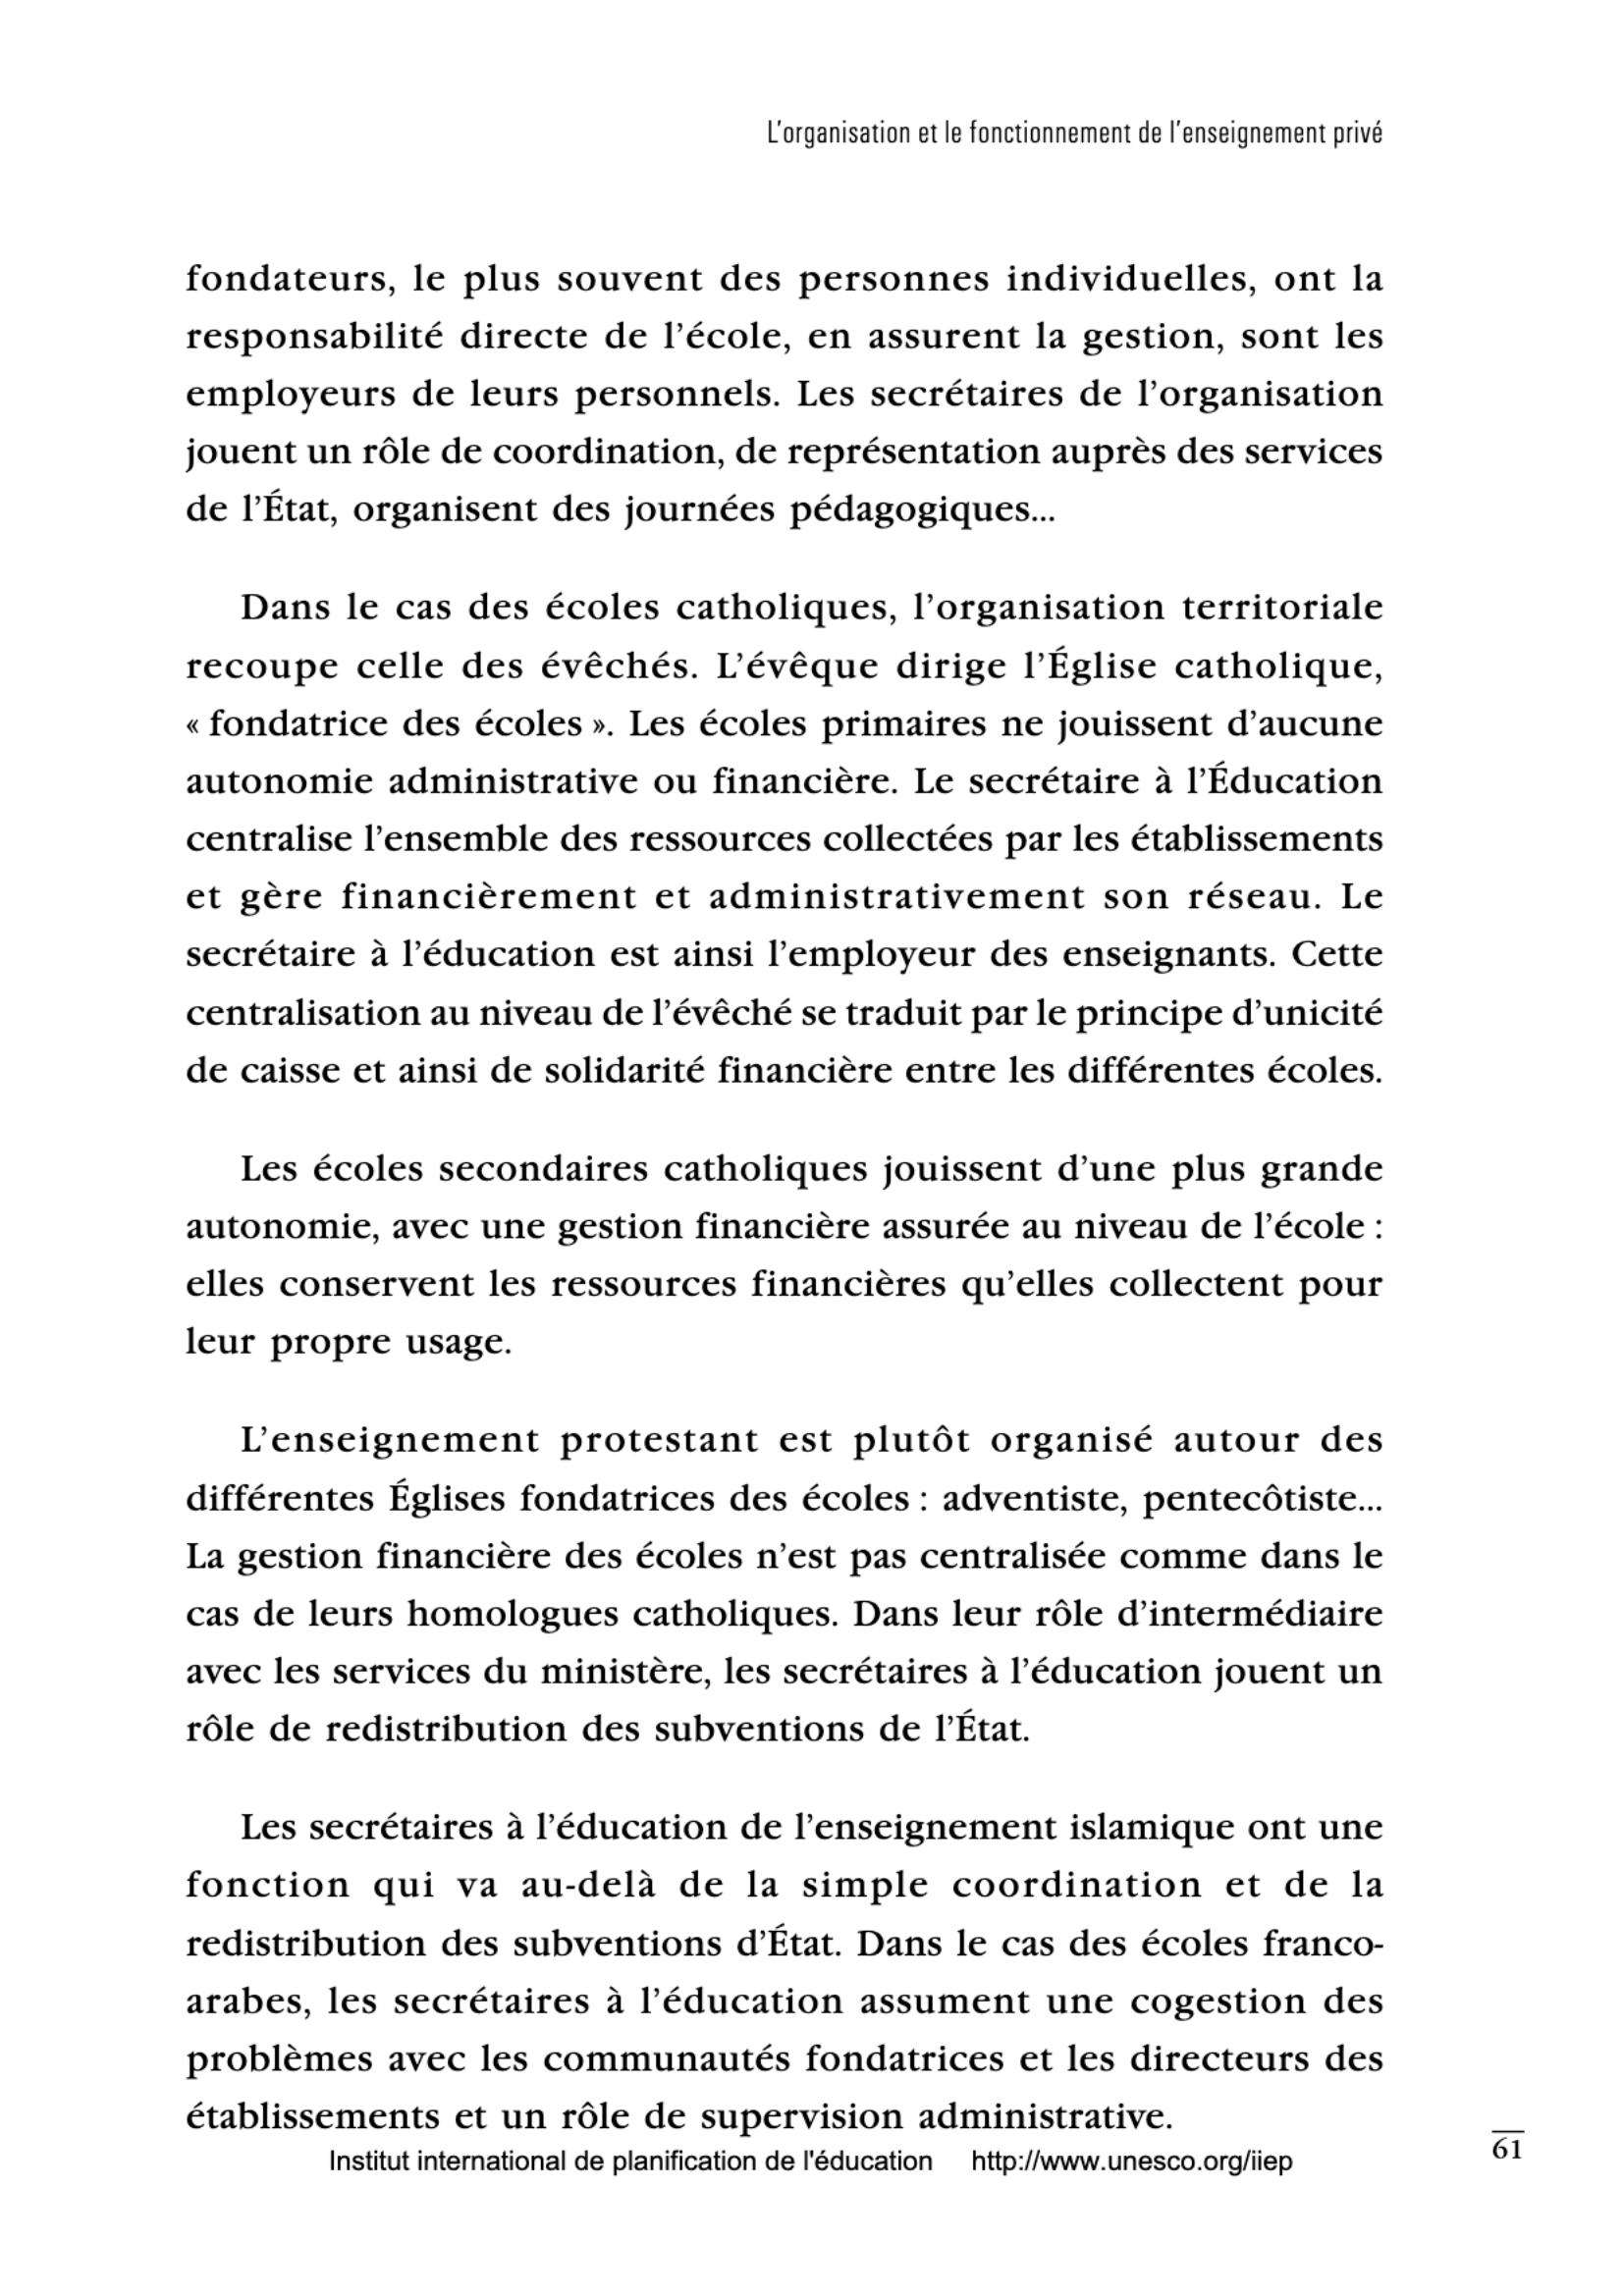 L'organisation et le fonctionnement de l'enseignement privé
fondateurs, le plus souvent des personnes individuelles, ont la
responsabilité directe de l'école, en assurent la gestion, sont les
employeurs de leurs personnels. Les secrétaires de l'organisation
jouent un rôle de coordination, de représentation auprès des services
de l'État, organisent des journées pédagogiques...
Dans le cas des écoles catholiques, l'organisation territoriale
recoupe celle des évêchés. L'évêque dirige l'Église catholique,
« fondatrice des écoles ». Les écoles primaires ne jouissent d'aucune
autonomie administrative ou financière. Le secrétaire à l'Éducation
centralise l'ensemble des ressources collectées par les établissements
et gère financièrement et administrativement son réseau. Le
secrétaire à l'éducation est ainsi l'employeur des enseignants. Cette
centralisation au niveau de l'évêché se traduit par le principe d'unicité
de caisse et ainsi de solidarité financière entre les différentes écoles.
Les écoles secondaires catholiques jouissent d'une plus grande
autonomie, avec une gestion financière assurée au niveau de l'école :
elles conservent les ressources financières qu'elles collectent pour
leur propre usage.
L'enseignement protestant est plutôt organisé autour des
différentes Églises fondatrices des écoles : adventiste, pentecôtiste...
La gestion financière des écoles n'est pas centralisée comme dans le
cas de leurs homologues catholiques. Dans leur rôle d'intermédiaire
avec les services du ministère, les secrétaires à l'éducation jouent un
rôle de redistribution des subventions de l'État.
Les secrétaires à l'éducation de l'enseignement islamique ont une
fonction qui va au-delà de la simple coordination et de la
redistribution des subventions d'État. Dans le cas des écoles franco-
arabes, les secrétaires à l'éducation assument une cogestion des
problèmes avec les communautés fondatrices et les directeurs des
établissements et un rôle de supervision administrative.
61
Institut international de planification de l'éducation http://www.unesco.org/iiep